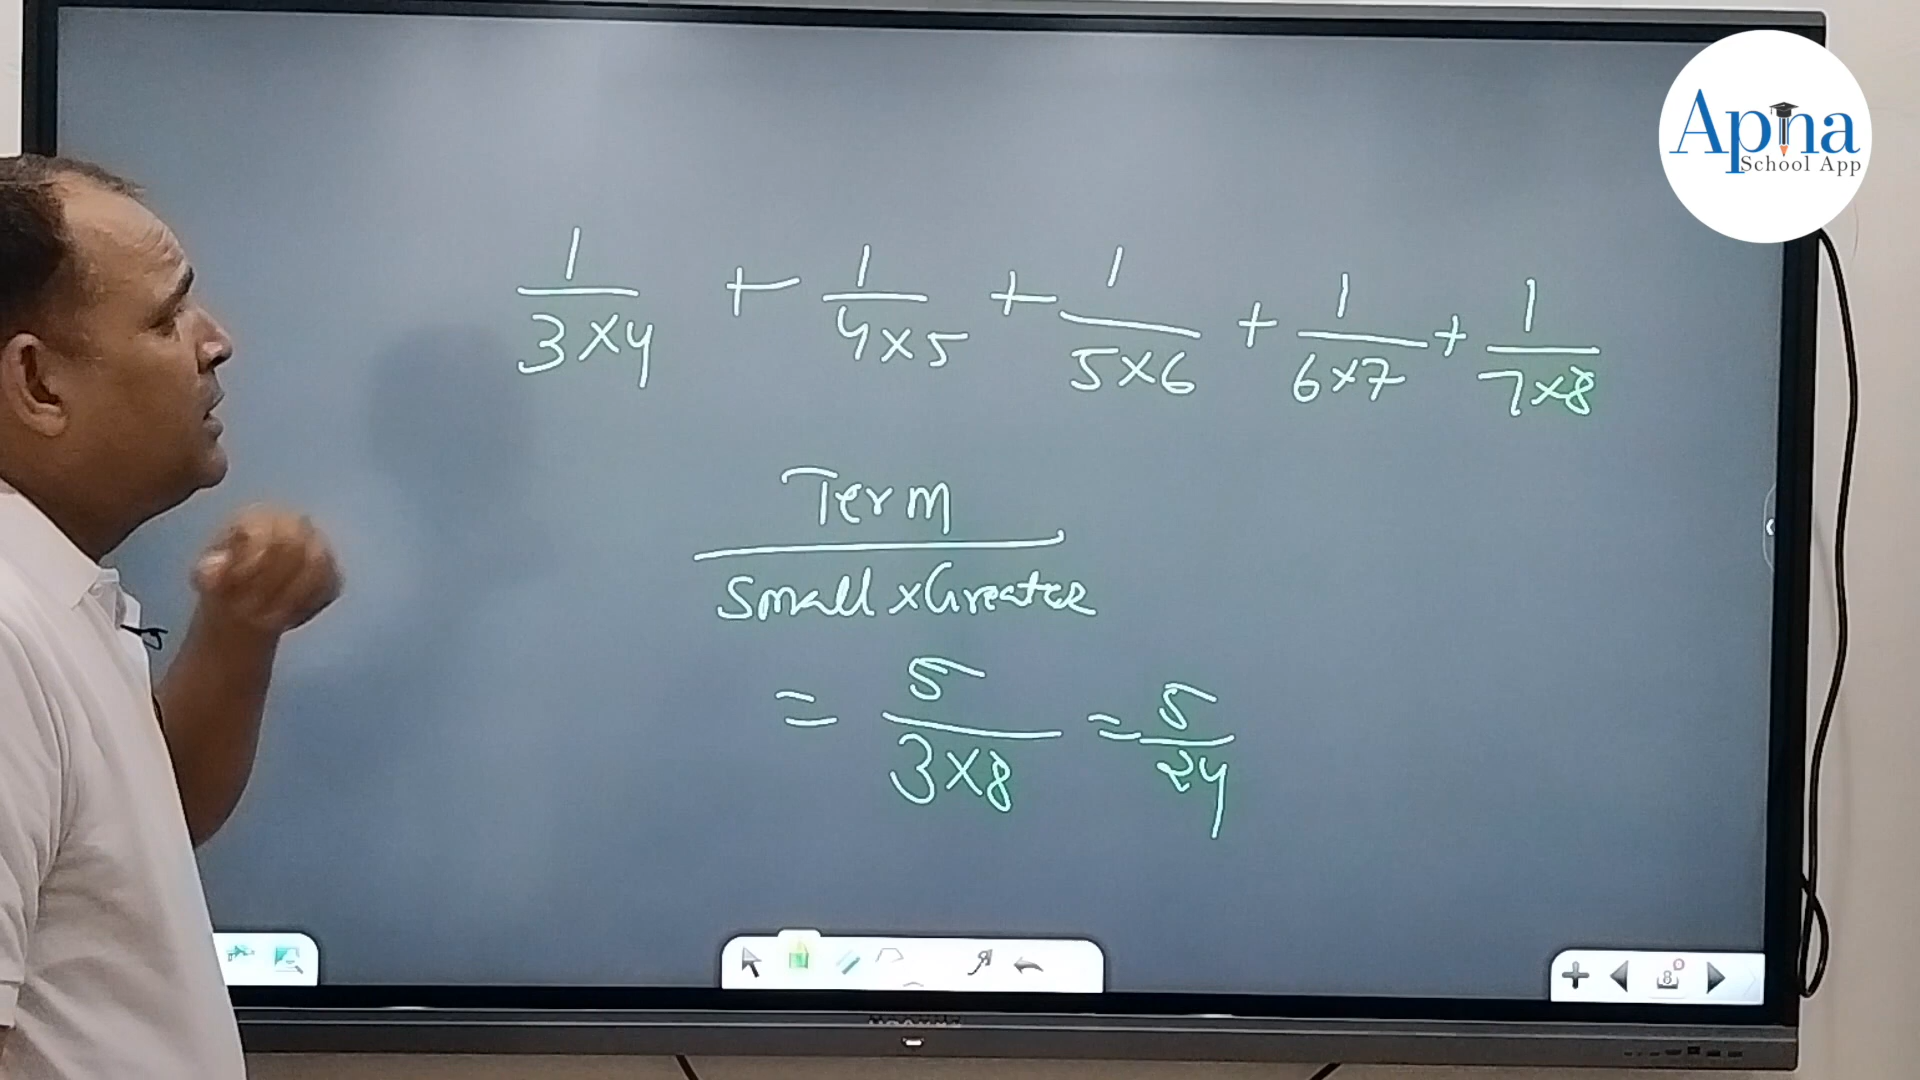 Apna
School App
1/(3×4) + 1/(4×5) + 1/(5×6) + 1/(6×7) + 1/(7×8)
Term
Small × Greater
= 5/(3×8) = 5/24
8